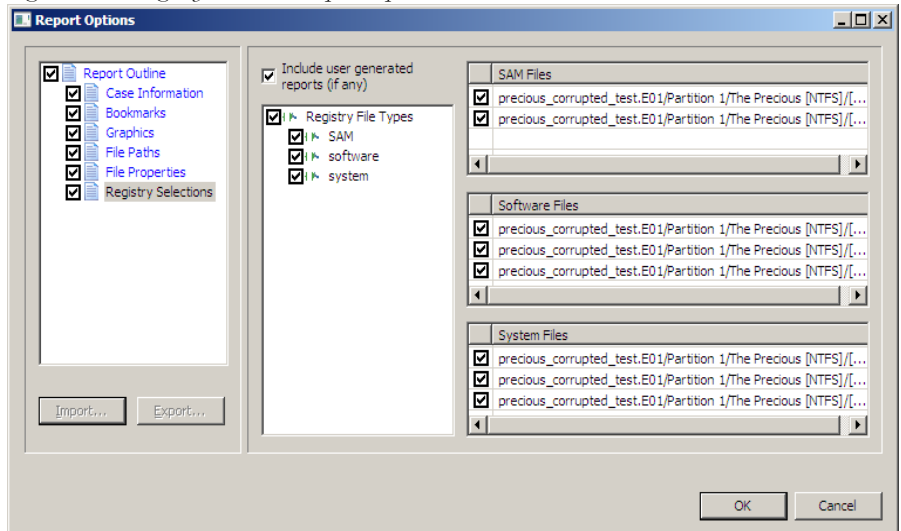 Report Options
Report Outline
Case Information
Bookmarks
Graphics
File Paths
File Properties
Registry Selections
Import...
Export...
Include user generated
reports (if any)
Registry File Types
SAM
software
system
SAM Files
precious_corrupted_test.E01/Partition 1/The Precious [NTFS]/[...
precious_corrupted_test.E01/Partition 1/The Precious [NTFS]/[...
Software Files
precious_corrupted_test.E01/Partition 1/The Precious [NTFS]/[...
precious_corrupted_test.E01/Partition 1/The Precious [NTFS]/[...
precious_corrupted_test.E01/Partition 1/The Precious [NTFS]/[...
System Files
precious_corrupted_test.E01/Partition 1/The Precious [NTFS]/[...
precious_corrupted_test.E01/Partition 1/The Precious [NTFS]/[...
precious_corrupted_test.E01/Partition 1/The Precious [NTFS]/[...
OK
Cancel